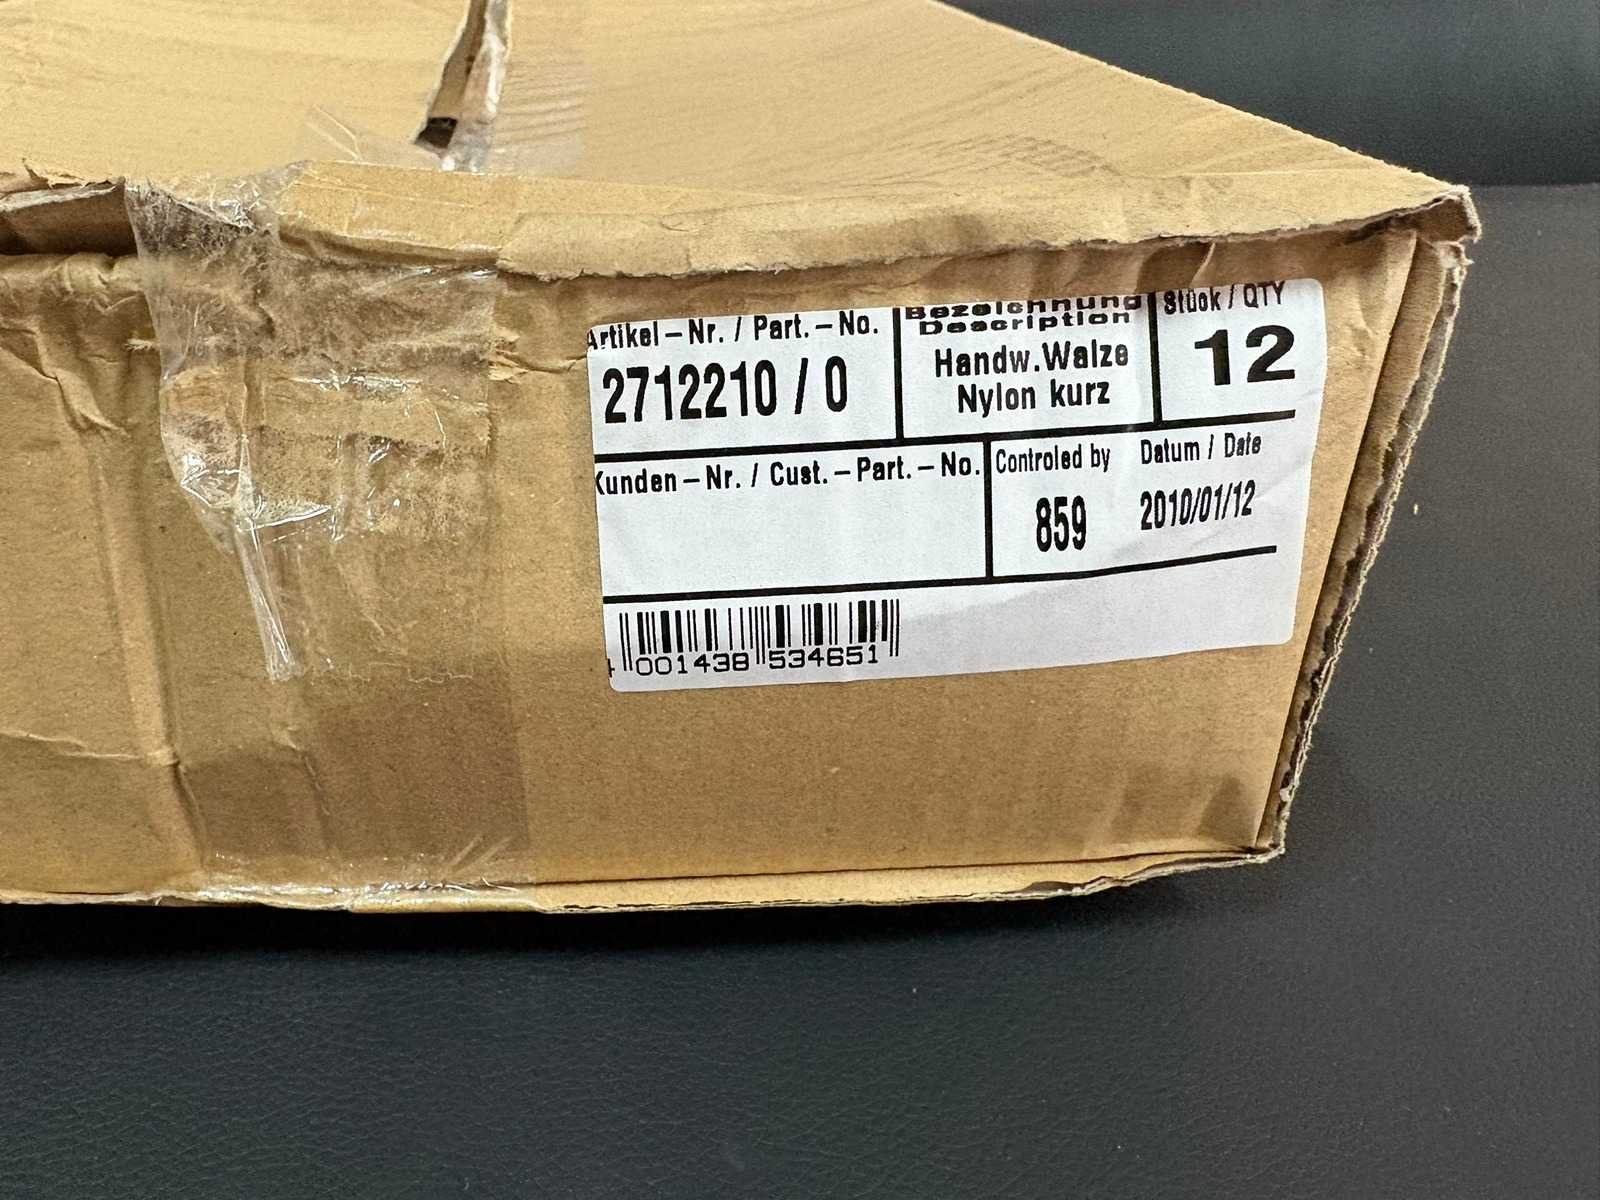 Artikel – Nr. / Part. – No.
2712210 / 0
Bezeichnung
Description
Handw.Walze
Nylon kurz
Stück / QTY
12
Kunden – Nr. / Cust. – Part. – No.
Controled by
859
Datum / Date
2010/01/12
4 001438 534651